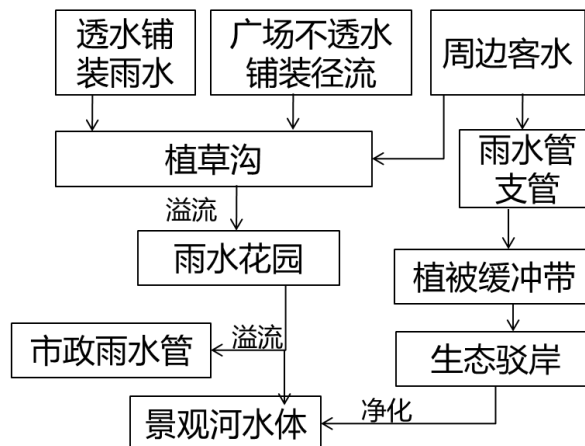 透水铺
装雨水
广场不透水
铺装径流
周边客水
植草沟
雨水管
支管
溢流
雨水花园
植被缓冲带
市政雨水管
溢流
生态驳岸
景观河水体
净化